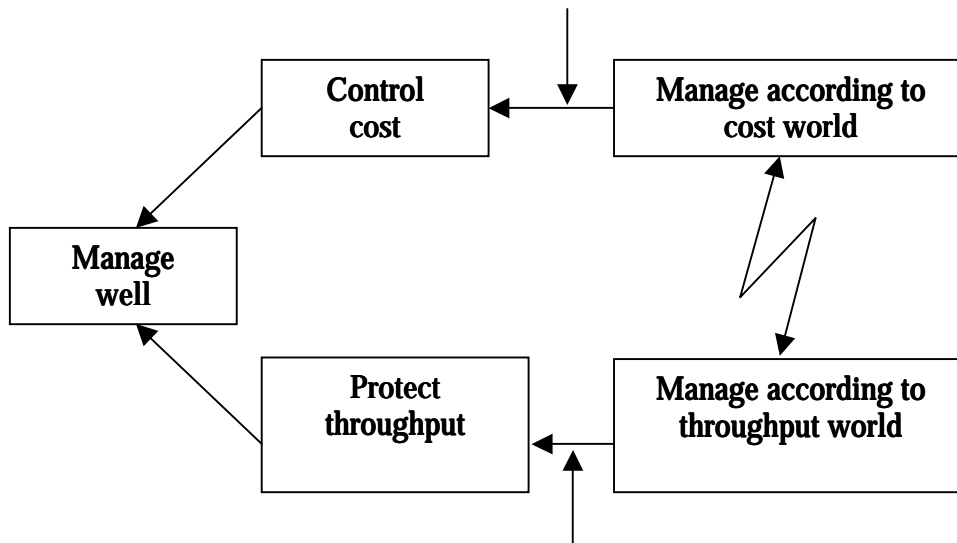 Control
cost
Manage according to
cost world
Manage
well
Protect
throughput
Manage according to
throughput world